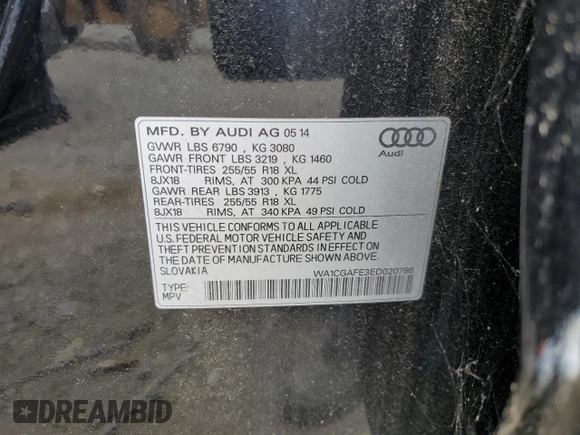 MFD. BY AUDI AG 05 14
GVWR LBS 6790 , KG 3080
GAWR FRONT LBS 3219 , KG 1460
FRONT-TIRES 255/55 R18 XL
8JX18 RIMS, AT 300 KPA 44 PSI COLD
GAWR REAR LBS 3913 , KG 1775
REAR-TIRES 255/55 R18 XL
8JX18 RIMS, AT 340 KPA 49 PSI COLD
Audi
THIS VEHICLE CONFORMS TO ALL APPLICABLE
U.S. FEDERAL MOTOR VEHICLE SAFETY AND
THEFT PREVENTION STANDARDS IN EFFECT ON
THE DATE OF MANUFACTURE SHOWN ABOVE.
SLOVAKIA
WA1CGAFE3ED020786
TYPE:
MPV
DREAMBID